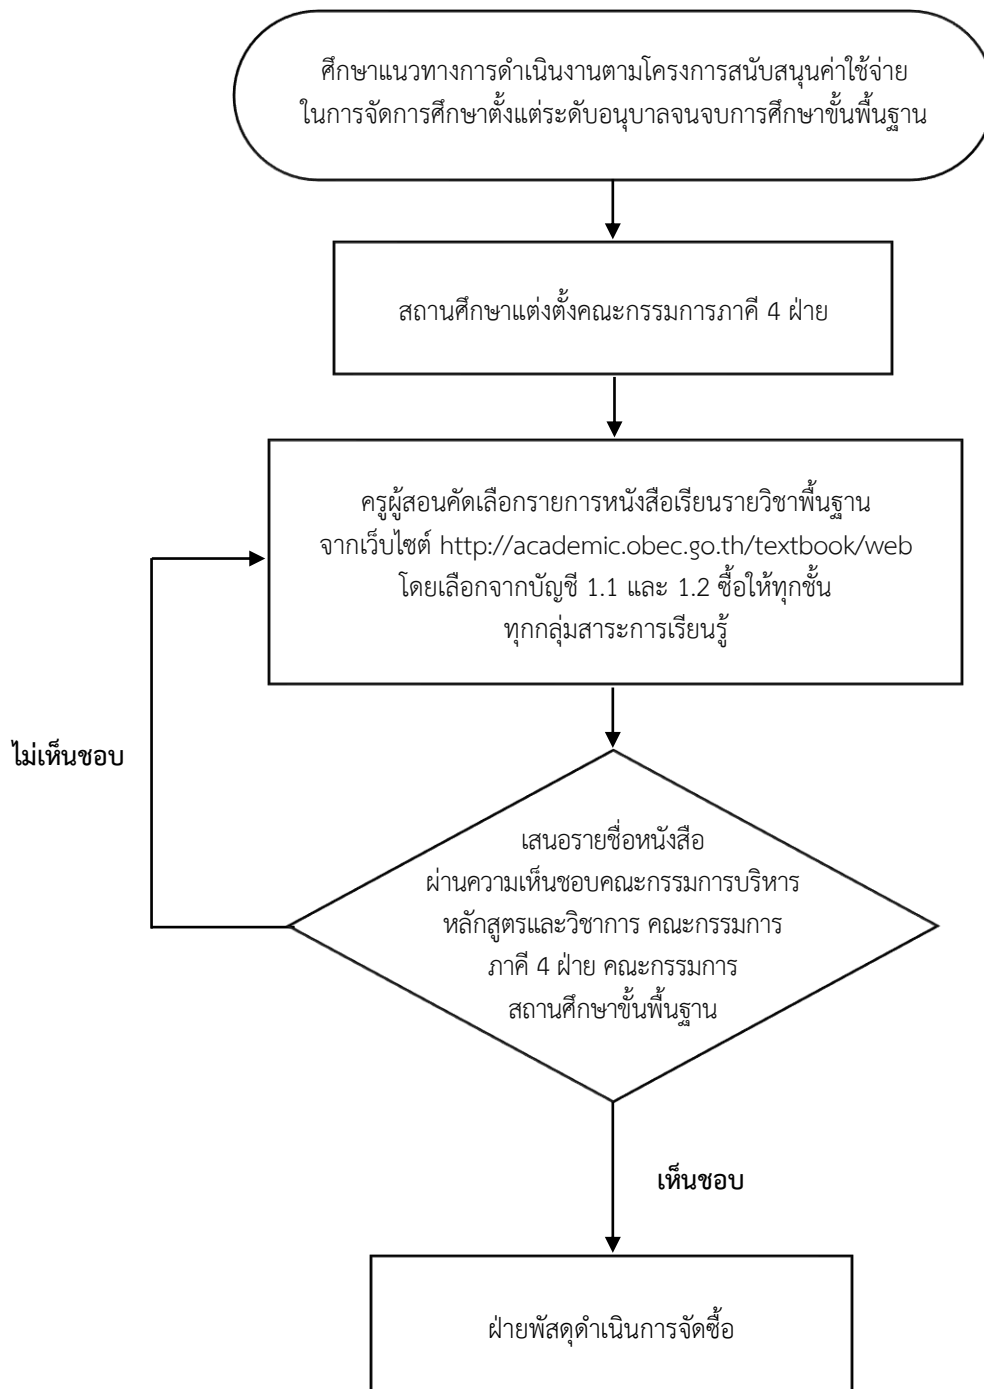 ศึกษาแนวทางการดำเนินงานตามโครงการสนับสนุนค่าใช้จ่าย
ในการจัดการศึกษาตั้งแต่ระดับอนุบาลจนจบการศึกษาขั้นพื้นฐาน
สถานศึกษาแต่งตั้งคณะกรรมการภาคี 4 ฝ่าย
ครูผู้สอนคัดเลือกรายการหนังสือเรียนรายวิชาพื้นฐาน
จากเว็บไซต์ http://academic.obec.go.th/textbook/web
โดยเลือกจากบัญชี 1.1 และ 1.2 ซื้อให้ทุกชั้น
ทุกกลุ่มสาระการเรียนรู้
ไม่เห็นชอบ
เสนอรายชื่อหนังสือ
ผ่านความเห็นชอบคณะกรรมการบริหาร
หลักสูตรและวิชาการ คณะกรรมการ
ภาคี 4 ฝ่าย คณะกรรมการ
สถานศึกษาขั้นพื้นฐาน
เห็นชอบ
ฝ่ายพัสดุดำเนินการจัดซื้อ